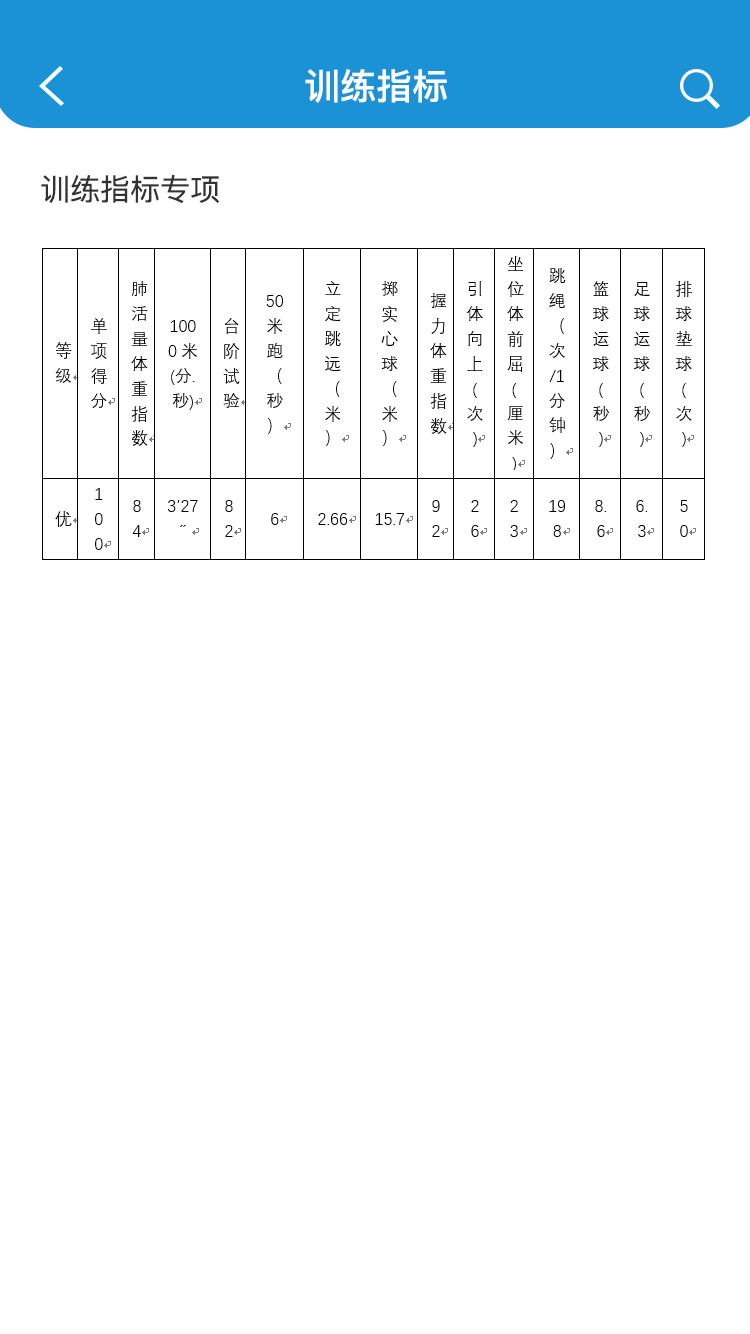 训练指标
训练指标专项
等级 单项得分 肺活量体重指数 1000 米(分.秒) 台阶试验 50米跑（秒） 立定跳远（米） 掷实心球（米） 握力体重指数 引体向上(次) 坐位体前屈(厘米) 跳绳（次/1分钟） 篮球运球(秒) 足球运球(秒) 排球垫球(次)
优 100 84 3′27″ 82 6 2.66 15.7 92 26 23 198 8.6 6.3 50